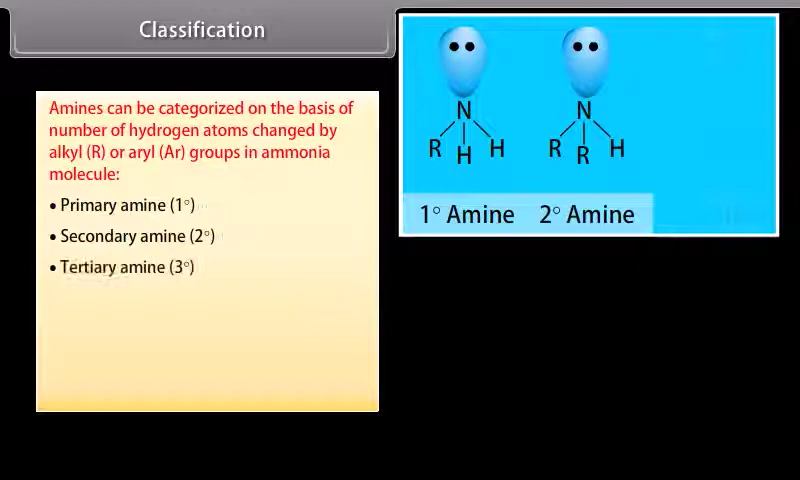 Classification
Amines can be categorized on the basis of
number of hydrogen atoms changed by
alkyl (R) or aryl (Ar) groups in ammonia
molecule:
• Primary amine (1°)
• Secondary amine (2°)
• Tertiary amine (3°)
N N
R H H R R H
1° Amine 2° Amine